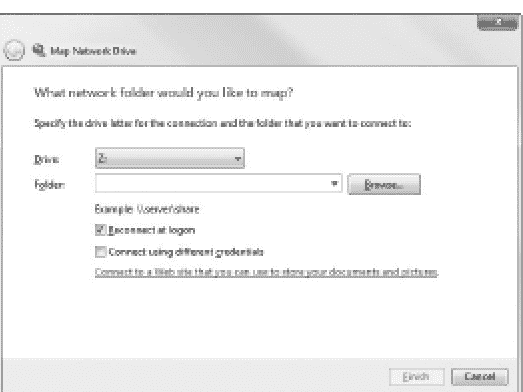 Map Network Drive
What network folder would you like to map?
Specify the drive letter for the connection and the folder that you want to connect to:
Drive: Z:
Folder: Browse...
Example: \\server\share
Reconnect at logon
Connect using different credentials
Connect to a Web site that you can use to store your documents and pictures.
Finish Cancel